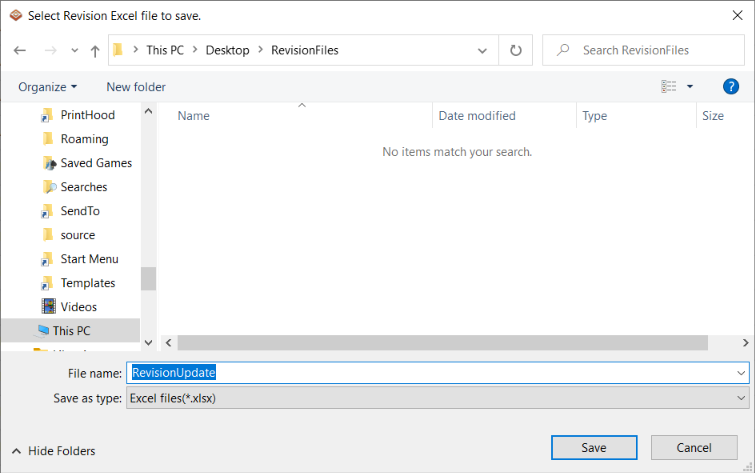 Select Revision Excel file to save.
This PC > Desktop > RevisionFiles
Search RevisionFiles
Organize New folder
?
Name Date modified Type Size
No items match your search.
PrintHood
Roaming
Saved Games
Searches
SendTo
source
Start Menu
Templates
Videos
This PC
File name: RevisionUpdate
Save as type: Excel files(*.xlsx)
Hide Folders
Save Cancel